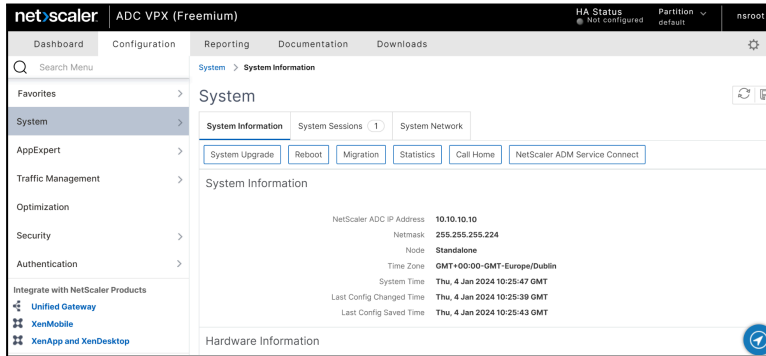 net>scaler. ADC VPX (Freemium) HA Status Partition nsroot
Not configured default
Dashboard Configuration Reporting Documentation Downloads
Search Menu
System > System Information
Favorites >
System
System >
System Information System Sessions 1 System Network
AppExpert >
System Upgrade Reboot Migration Statistics Call Home NetScaler ADM Service Connect
Traffic Management >
System Information
Optimization
NetScaler ADC IP Address 10.10.10.10
Netmask 255.255.255.224
Security >
Node Standalone
Authentication >
Time Zone GMT+00:00-GMT-Europe/Dublin
System Time Thu, 4 Jan 2024 10:25:47 GMT
Integrate with NetScaler Products
Last Config Changed Time Thu, 4 Jan 2024 10:25:39 GMT
Unified Gateway
Last Config Saved Time Thu, 4 Jan 2024 10:25:43 GMT
XenMobile
XenApp and XenDesktop
Hardware Information